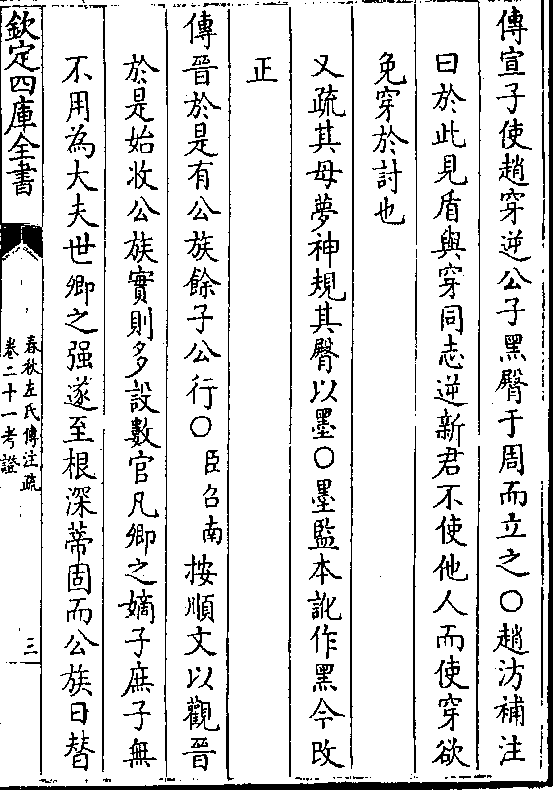 傳宣子使趙穿逆公子黑臀于周而立之○趙汸補注
曰於此見盾與穿同志逆新君不使他人而使穿欲
免穿於討也
又疏其母夢神規其臀以墨○墨監本訛作黑今改
正
傳晉於是有公族餘子公行○臣召南按順文以觀晉
於是始收公族實則多設數官凡卿之嫡子庶子無
不用為大夫世卿之强遂至根深蒂固而公族日替
欽定四庫全書
春秋左氏傳注疏
卷二十一考證
三